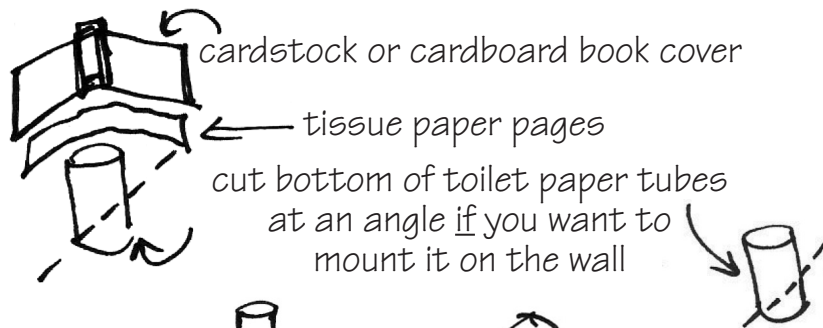 cardstock or cardboard book cover
tissue paper pages
cut bottom of toilet paper tubes
at an angle if you want to
mount it on the wall